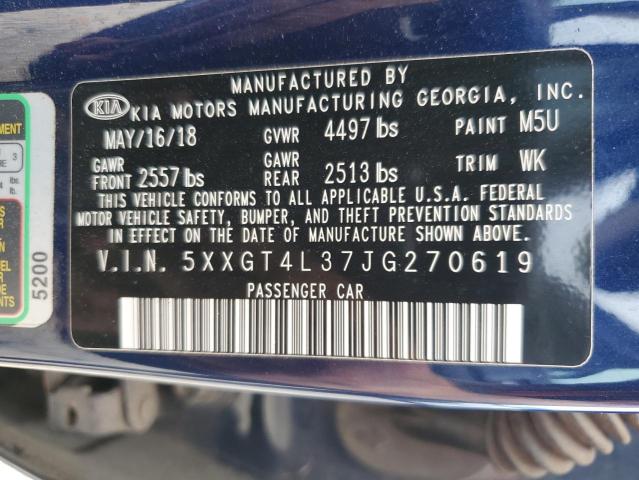 MANUFACTURED BY
KIA KIA MOTORS MANUFACTURING GEORGIA, INC.
MAY/16/18 GVWR 4497 lbs PAINT M5U
GAWR FRONT 2557 lbs GAWR REAR 2513 lbs TRIM WK
THIS VEHICLE CONFORMS TO ALL APPLICABLE U.S.A. FEDERAL
MOTOR VEHICLE SAFETY, BUMPER, AND THEFT PREVENTION STANDARDS
IN EFFECT ON THE DATE OF MANUFACTURE SHOWN ABOVE.
V.I.N. 5XXGT4L37JG270619
PASSENGER CAR
5200